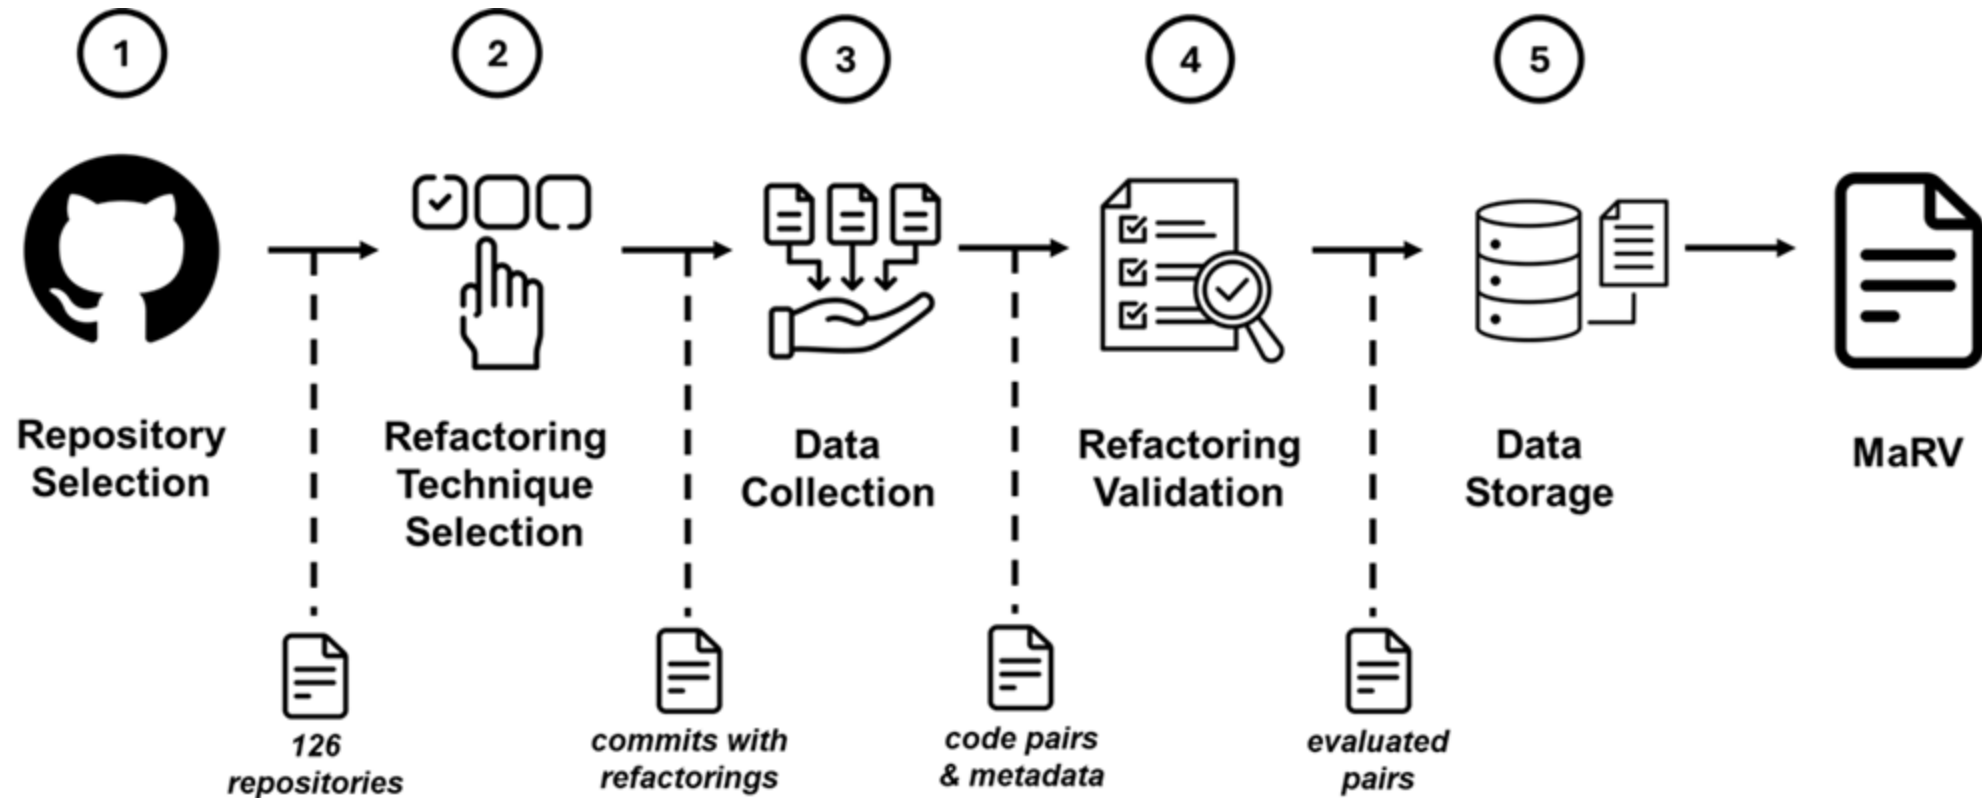 1
2
3
4
5
Repository
Selection
Refactoring
Technique
Selection
Data
Collection
Refactoring
Validation
Data
Storage
MaRV
126
repositories
commits with
refactorings
code pairs
& metadata
evaluated
pairs